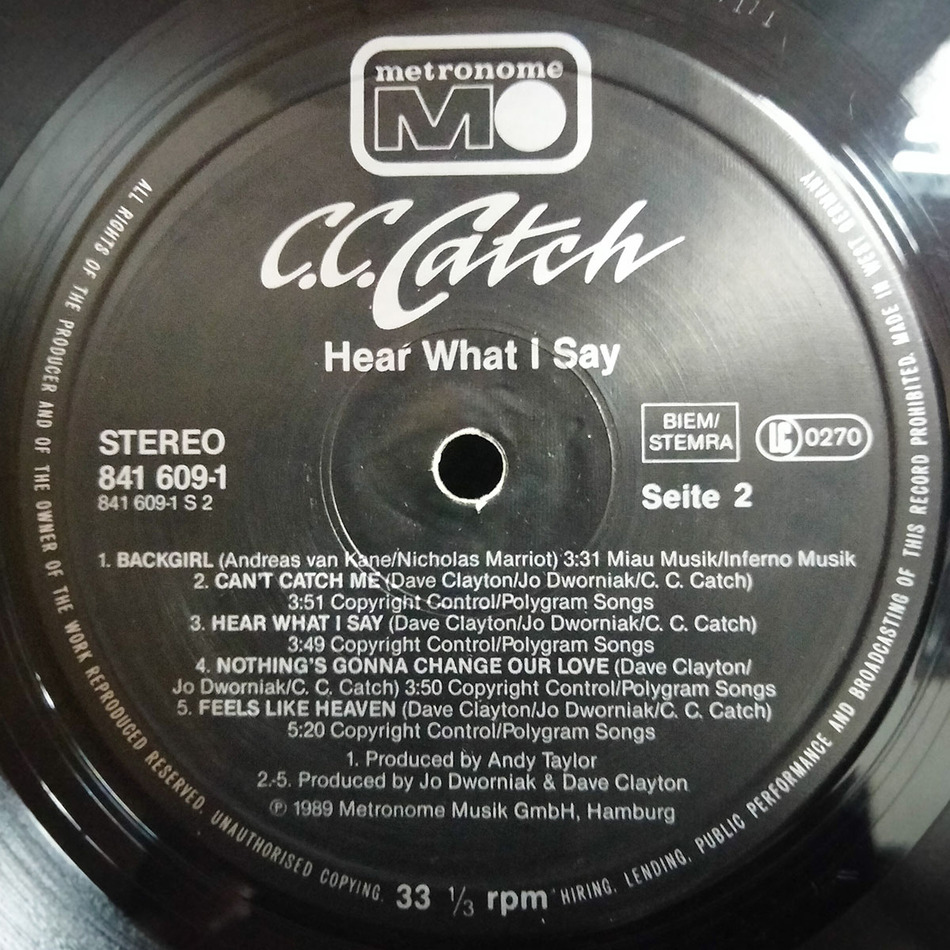 metronome
MO
C.C. Catch
Hear What I Say
STEREO
841 609-1
841 609-1 S 2
BIEM/
STEMRA
LC 0270
Seite 2
1. BACKGIRL (Andreas van Kane/Nicholas Marriot) 3:31 Miau Musik/Inferno Musik
2. CAN'T CATCH ME (Dave Clayton/Jo Dworniak/C. C. Catch)
3:51 Copyright Control/Polygram Songs
3. HEAR WHAT I SAY (Dave Clayton/Jo Dworniak/C. C. Catch)
3:49 Copyright Control/Polygram Songs
4. NOTHING'S GONNA CHANGE OUR LOVE (Dave Clayton/
Jo Dworniak/C. C. Catch) 3:50 Copyright Control/Polygram Songs
5. FEELS LIKE HEAVEN (Dave Clayton/Jo Dworniak/C. C. Catch)
5:20 Copyright Control/Polygram Songs
1. Produced by Andy Taylor
2.-5. Produced by Jo Dworniak & Dave Clayton
℗ 1989 Metronome Musik GmbH, Hamburg
33 1/3 rpm
ALL RIGHTS OF THE PRODUCER AND OF THE OWNER OF THE WORK REPRODUCED RESERVED. UNAUTHORISED COPYING, HIRING, LENDING, PUBLIC PERFORMANCE AND BROADCASTING OF THIS RECORD PROHIBITED. MADE IN WEST GERMANY